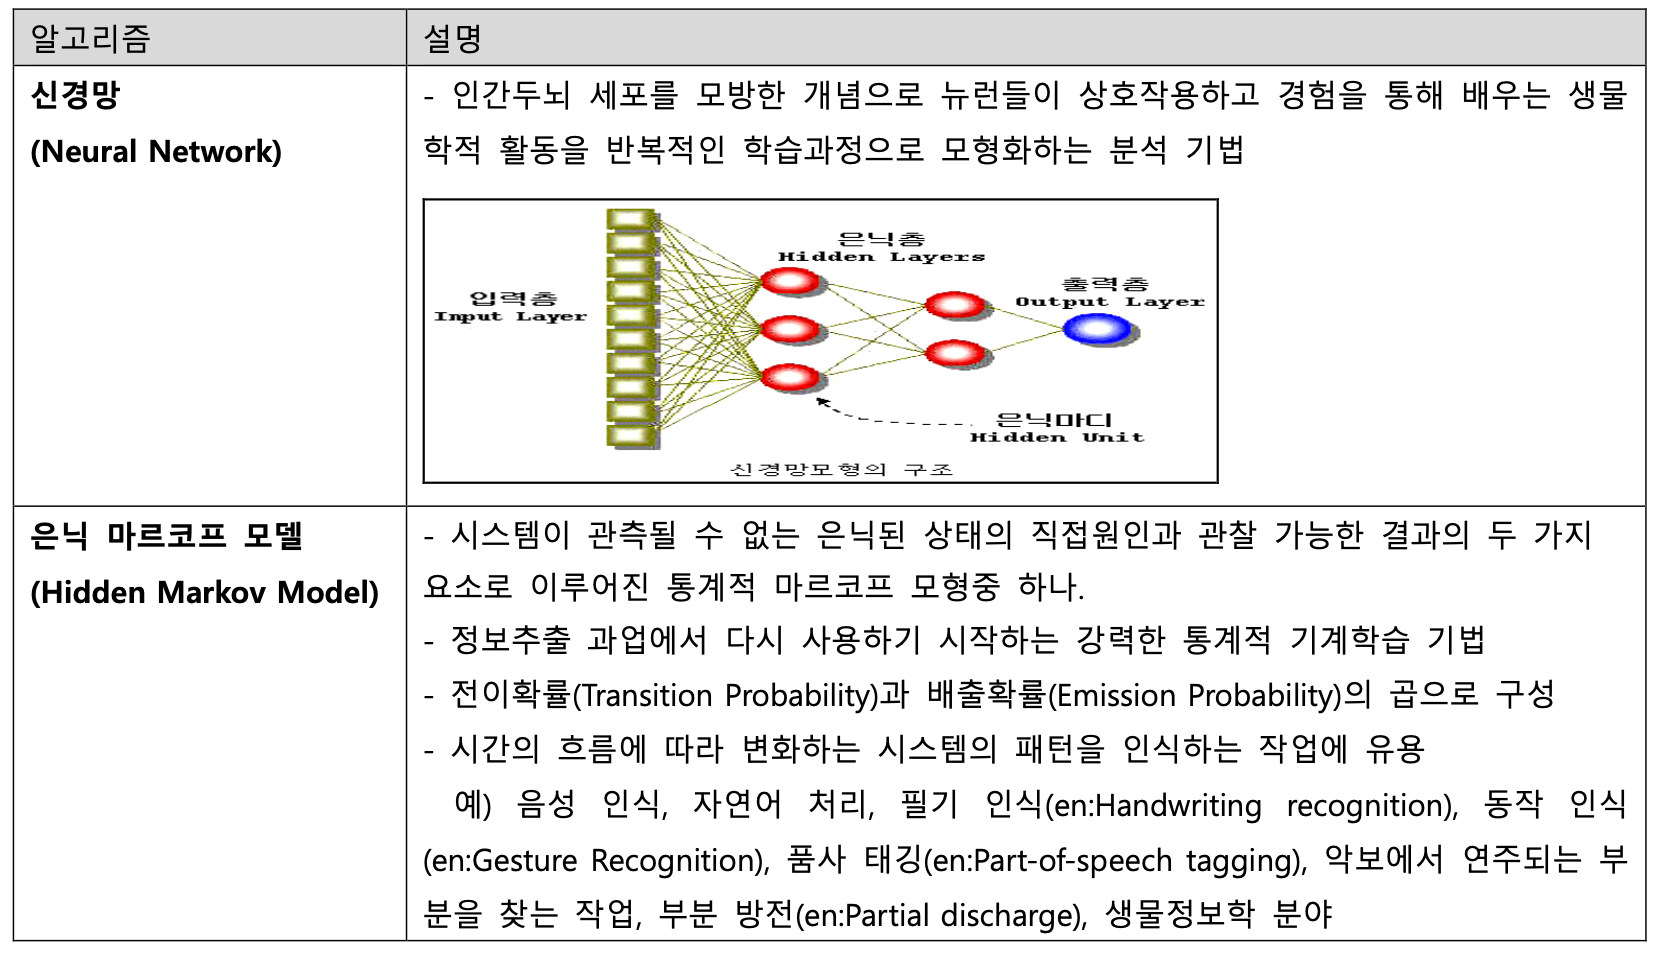 알고리즘
설명
신경망
(Neural Network)
- 인간두뇌 세포를 모방한 개념으로 뉴런들이 상호작용하고 경험을 통해 배우는 생물
학적 활동을 반복적인 학습과정으로 모형화하는 분석 기법
은닉층
Hidden Layers
입력층
Input Layer
출력층
Output Layer
은닉마디
Hidden Unit
신경망모형의 구조
은닉 마르코프 모델
(Hidden Markov Model)
- 시스템이 관측될 수 없는 은닉된 상태의 직접원인과 관찰 가능한 결과의 두 가지
요소로 이루어진 통계적 마르코프 모형중 하나.
- 정보추출 과업에서 다시 사용하기 시작하는 강력한 통계적 기계학습 기법
- 전이확률(Transition Probability)과 배출확률(Emission Probability)의 곱으로 구성
- 시간의 흐름에 따라 변화하는 시스템의 패턴을 인식하는 작업에 유용
예) 음성 인식, 자연어 처리, 필기 인식(en:Handwriting recognition), 동작 인식
(en:Gesture Recognition), 품사 태깅(en:Part-of-speech tagging), 악보에서 연주되는 부
분을 찾는 작업, 부분 방전(en:Partial discharge), 생물정보학 분야